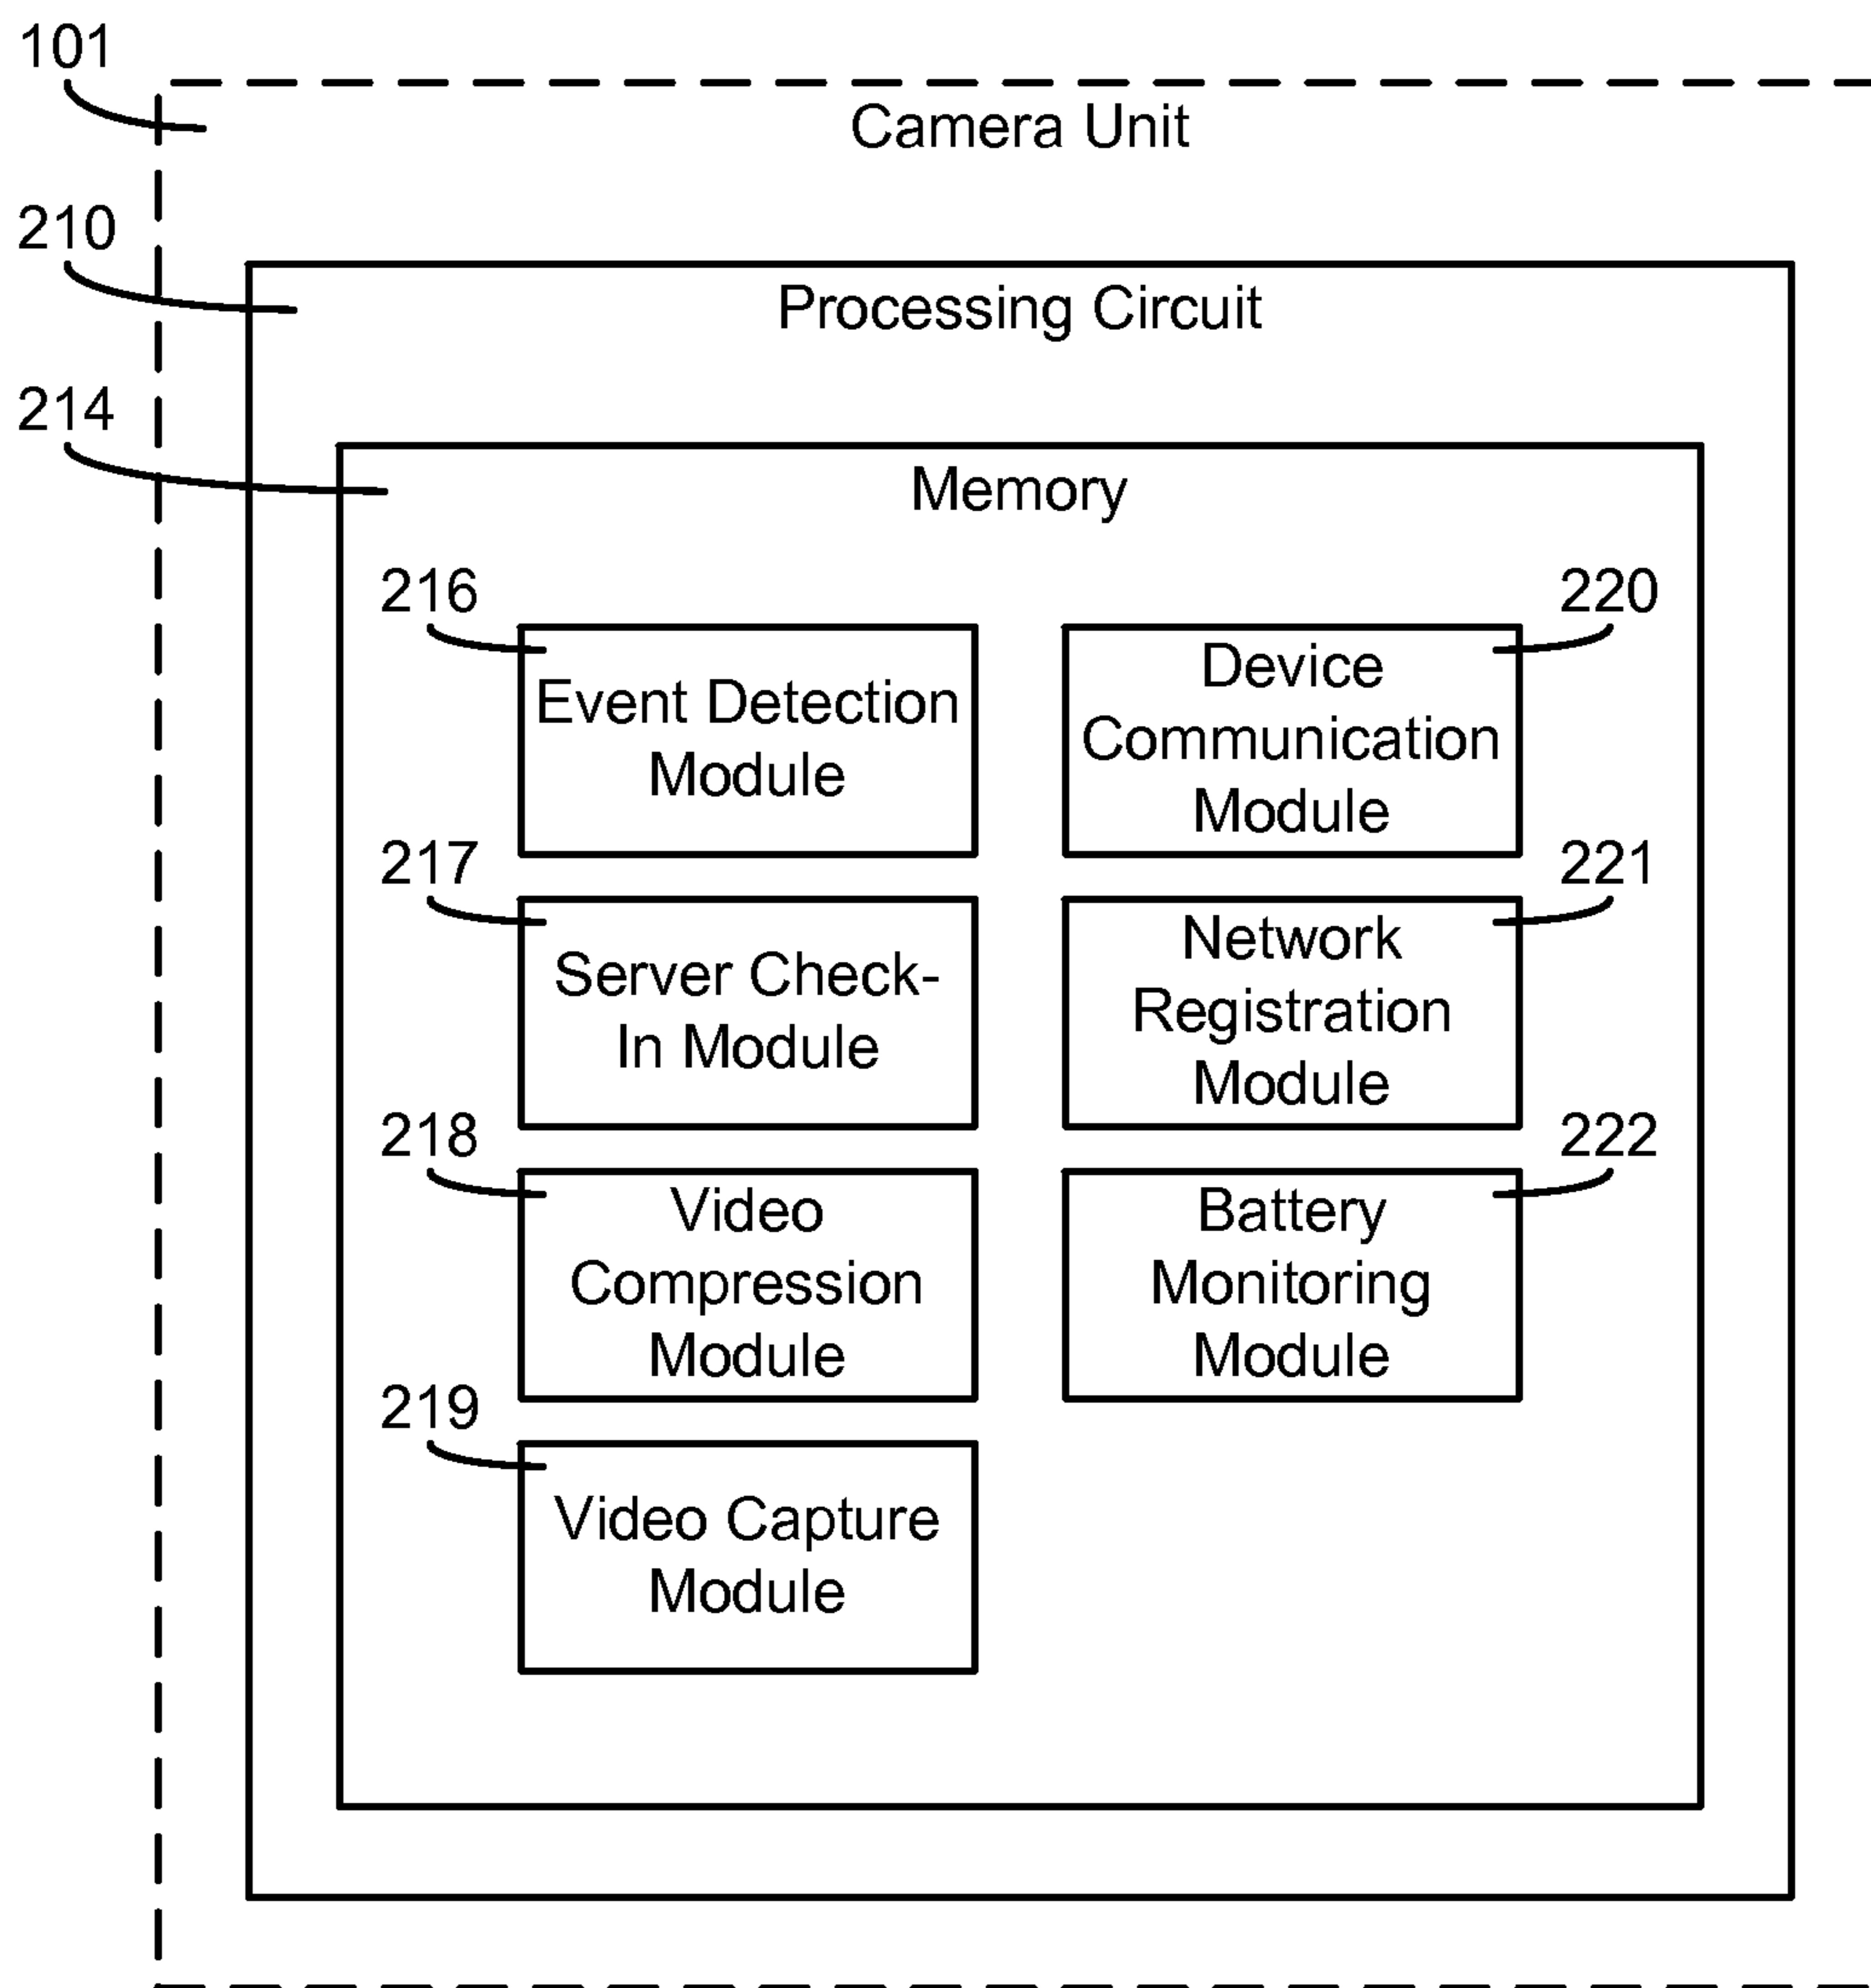 101
Camera Unit
210
Processing Circuit
214
Memory
216
Event Detection
Module
220
Device
Communication
Module
217
Server Check-
In Module
221
Network
Registration
Module
218
Video
Compression
Module
222
Battery
Monitoring
Module
219
Video Capture
Module